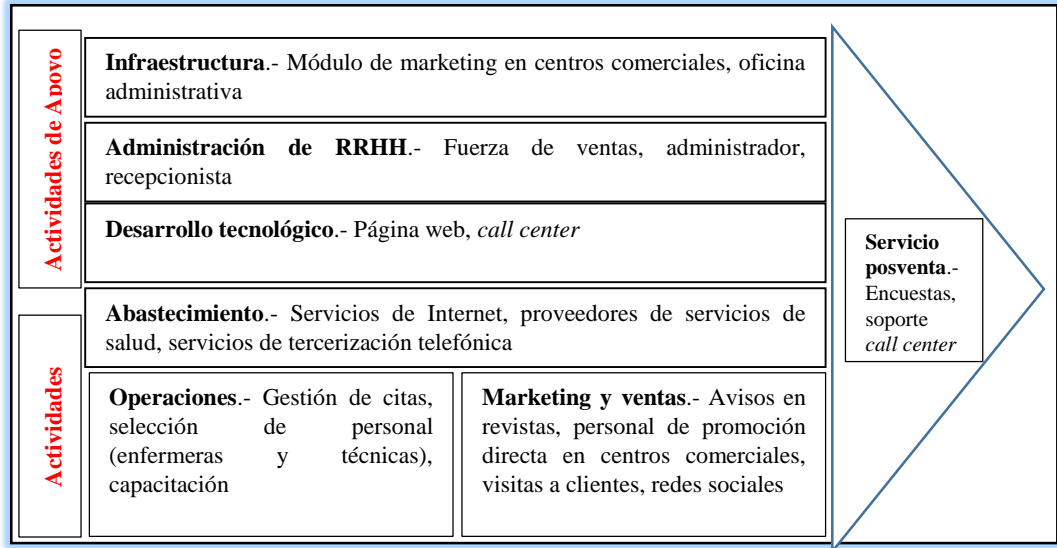 Actividades de Apoyo
Infraestructura.- Módulo de marketing en centros comerciales, oficina
administrativa
Administración de RRHH.- Fuerza de ventas, administrador,
recepcionista
Desarrollo tecnológico.- Página web, call center
Abastecimiento.- Servicios de Internet, proveedores de servicios de
salud, servicios de tercerización telefónica
Actividades
Operaciones.- Gestión de citas,
selección de personal
(enfermeras y técnicas),
capacitación
Marketing y ventas.- Avisos en
revistas, personal de promoción
directa en centros comerciales,
visitas a clientes, redes sociales
Servicio
posventa.-
Encuestas,
soporte
call center